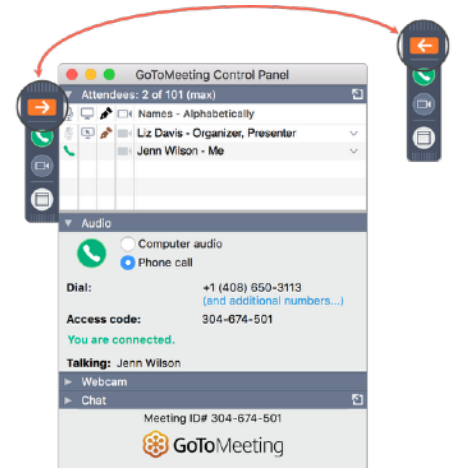 GoToMeeting Control Panel
Attendees: 2 of 101 (max)
Names - Alphabetically
Liz Davis - Organizer, Presenter
Jenn Wilson - Me
Audio
Computer audio
Phone call
Dial: +1 (408) 650-3113
(and additional numbers...)
Access code: 304-674-501
You are connected.
Talking: Jenn Wilson
Webcam
Chat
Meeting ID# 304-674-501
GoToMeeting